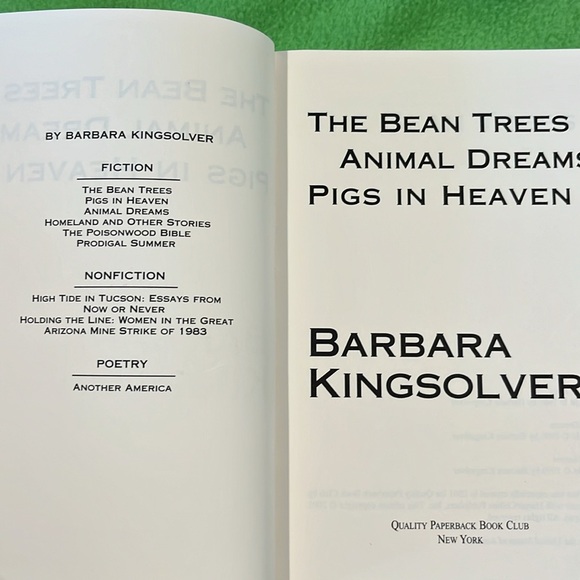 BY BARBARA KINGSOLVER
FICTION
THE BEAN TREES
PIGS IN HEAVEN
ANIMAL DREAMS
HOMELAND AND OTHER STORIES
THE POISONWOOD BIBLE
PRODIGAL SUMMER
NONFICTION
HIGH TIDE IN TUCSON: ESSAYS FROM
NOW OR NEVER
HOLDING THE LINE: WOMEN IN THE GREAT
ARIZONA MINE STRIKE OF 1983
POETRY
ANOTHER AMERICA
THE BEAN TREES
ANIMAL DREAMS
PIGS IN HEAVEN
BARBARA
KINGSOLVER
QUALITY PAPERBACK BOOK CLUB
NEW YORK